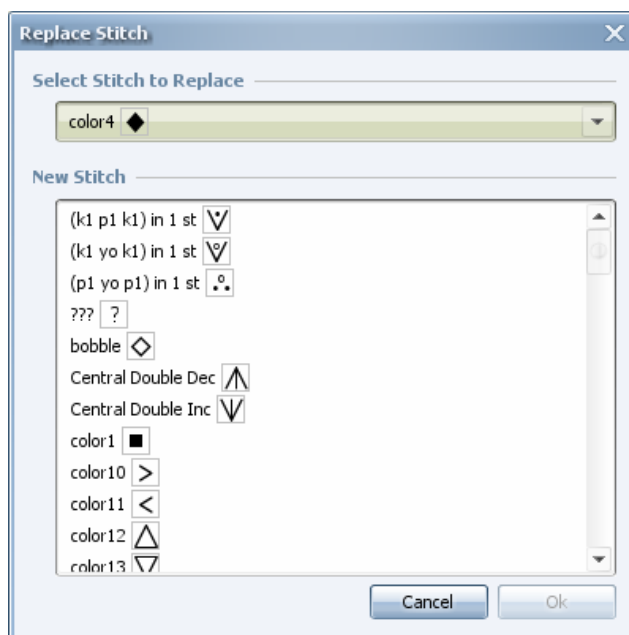 Replace Stitch
Select Stitch to Replace
color4
New Stitch
(k1 p1 k1) in 1 st
(k1 yo k1) in 1 st
(p1 yo p1) in 1 st
??? ?
bobble
Central Double Dec
Central Double Inc
color1
color10
color11
color12
color13
Cancel
Ok